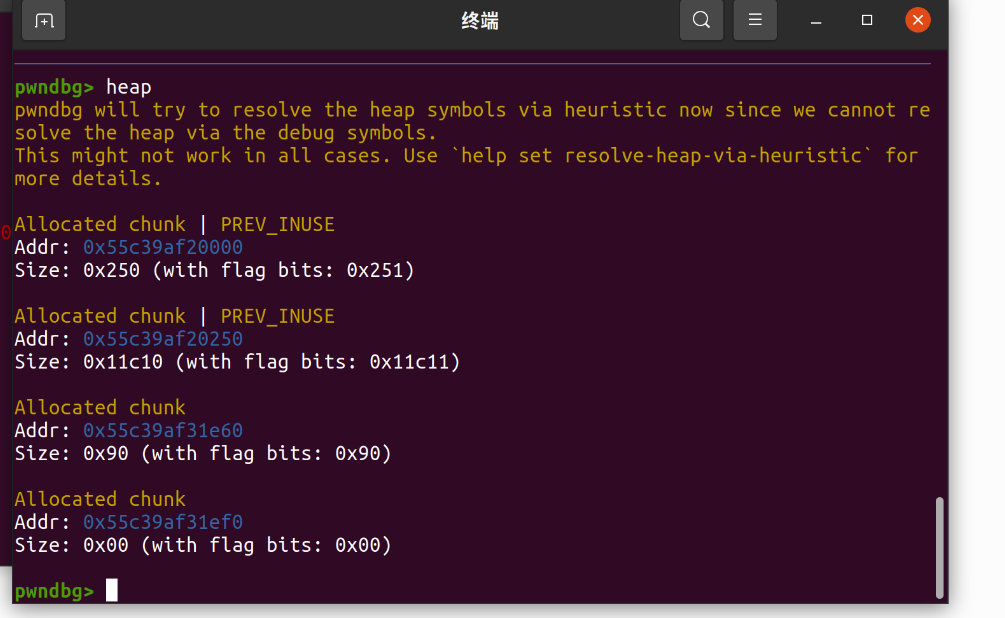 终端
pwndbg> heap
pwndbg will try to resolve the heap symbols via heuristic now since we cannot re
solve the heap via the debug symbols.
This might not work in all cases. Use `help set resolve-heap-via-heuristic` for
more details.
Allocated chunk | PREV_INUSE
0
Addr: 0x55c39af20000
Size: 0x250 (with flag bits: 0x251)
Allocated chunk | PREV_INUSE
Addr: 0x55c39af20250
Size: 0x11c10 (with flag bits: 0x11c11)
Allocated chunk
Addr: 0x55c39af31e60
Size: 0x90 (with flag bits: 0x90)
Allocated chunk
Addr: 0x55c39af31ef0
Size: 0x00 (with flag bits: 0x00)
pwndbg>